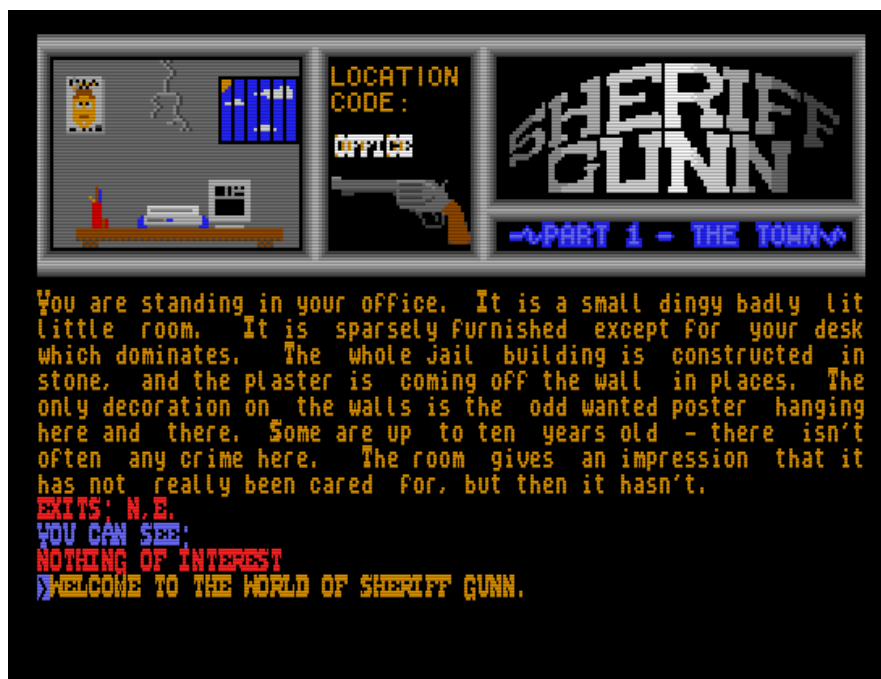 LOCATION
CODE:
OFFICE
SHERIFF
GUNN
PART 1 - THE TOWN
You are standing in your office. It is a small dingy badly lit
little room. It is sparsely furnished except for your desk
which dominates. The whole jail building is constructed in
stone, and the plaster is coming off the wall in places. The
only decoration on the walls is the odd wanted poster hanging
here and there. Some are up to ten years old - there isn't
often any crime here. The room gives an impression that it
has not really been cared for, but then it hasn't.
EXITS; N,E.
YOU CAN SEE;
NOTHING OF INTEREST
>WELCOME TO THE WORLD OF SHERIFF GUNN.